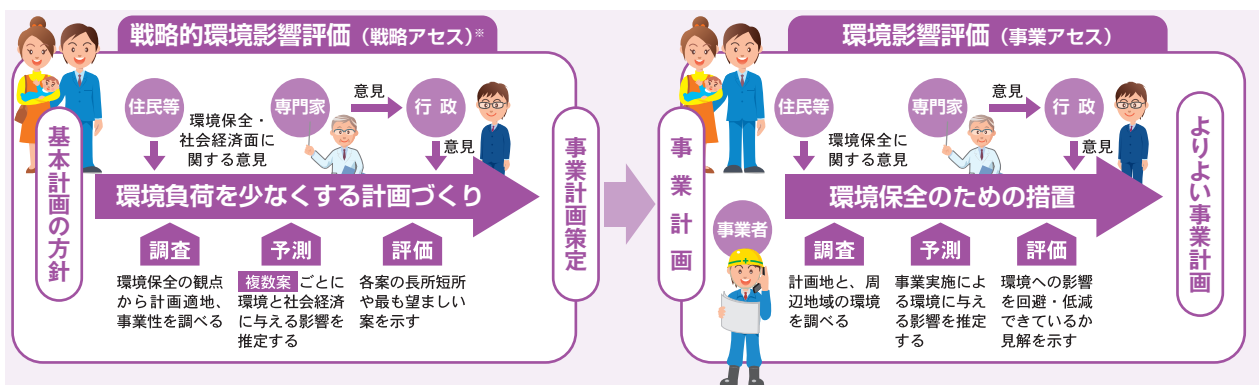 戦略的環境影響評価（戦略アセス）※
基本計画の方針
住民等
環境保全・
社会経済面に
関する意見
専門家
意見
行政
意見
環境負荷を少なくする計画づくり
調査
環境保全の観点
から計画適地、
事業性を調べる
予測
複数案ごとに
環境と社会経済
に与える影響を
推定する
評価
各案の長所短所
や最も望ましい
案を示す
事業計画策定
環境影響評価（事業アセス）
事業計画
住民等
環境保全に
関する意見
専門家
意見
行政
意見
環境保全のための措置
事業者
調査
計画地と、周
辺地域の環境
を調べる
予測
事業実施によ
る環境に与え
る影響を推定
する
評価
環境への影響
を回避・低減
できているか
見解を示す
よりよい事業計画